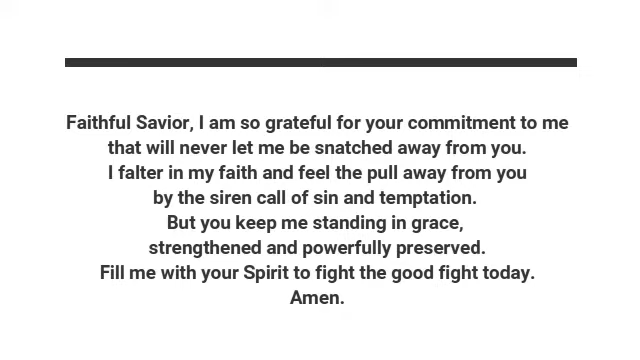 Faithful Savior, I am so grateful for your commitment to me
that will never let me be snatched away from you.
I falter in my faith and feel the pull away from you
by the siren call of sin and temptation.
But you keep me standing in grace,
strengthened and powerfully preserved.
Fill me with your Spirit to fight the good fight today.
Amen.